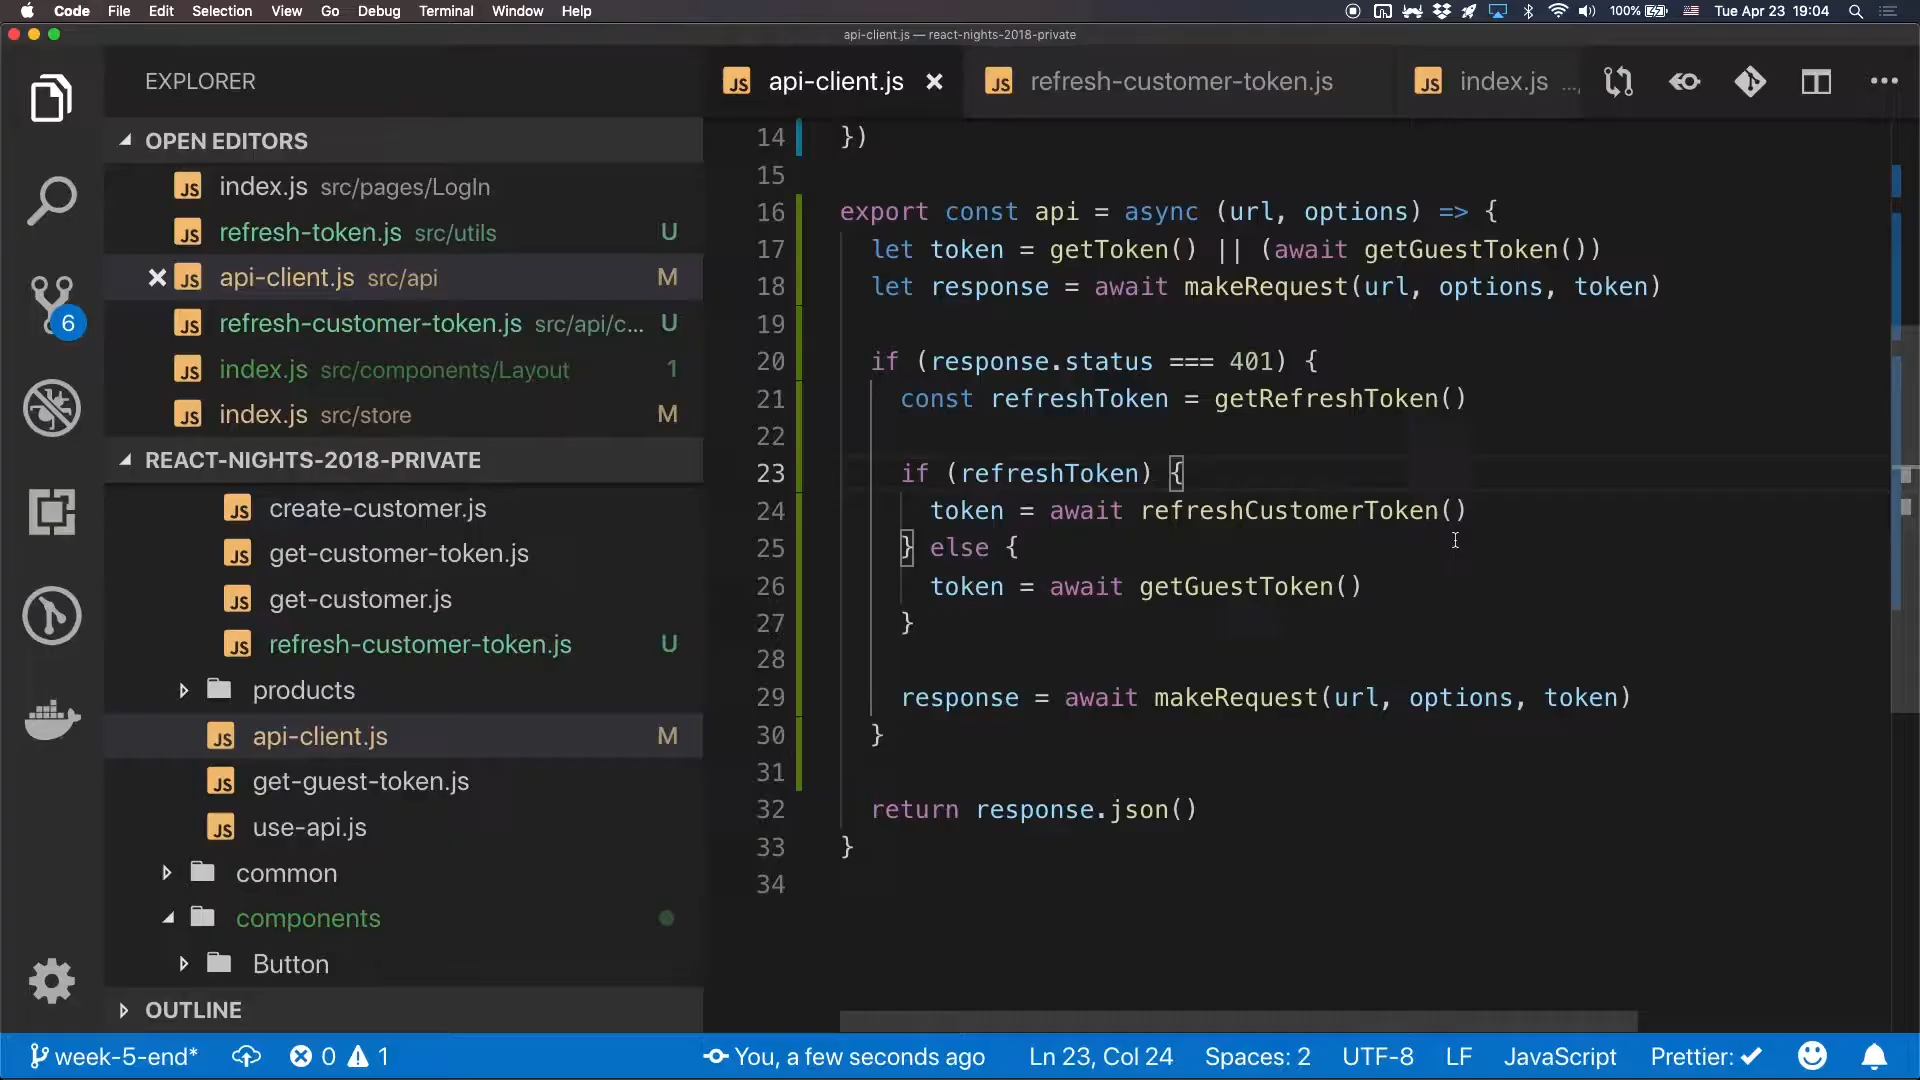 Code File Edit Selection View Go Debug Terminal Window Help 100% Tue Apr 23 19:04
api-client.js — react-nights-2018-private
EXPLORER
JS api-client.js JS refresh-customer-token.js JS index.js ...
OPEN EDITORS
JS index.js src/pages/LogIn
JS refresh-token.js src/utils U
JS api-client.js src/api M
JS refresh-customer-token.js src/api/c... U
JS index.js src/components/Layout 1
JS index.js src/store M
6
REACT-NIGHTS-2018-PRIVATE
JS create-customer.js
JS get-customer-token.js
JS get-customer.js
JS refresh-customer-token.js U
products
JS api-client.js M
JS get-guest-token.js
JS use-api.js
common
components
Button
OUTLINE
14 })
15
16 export const api = async (url, options) => {
17 let token = getToken() || (await getGuestToken())
18 let response = await makeRequest(url, options, token)
19
20 if (response.status === 401) {
21 const refreshToken = getRefreshToken()
22
23 if (refreshToken) {
24 token = await refreshCustomerToken()
25 } else {
26 token = await getGuestToken()
27 }
28
29 response = await makeRequest(url, options, token)
30 }
31
32 return response.json()
33 }
34
week-5-end* 0 1 You, a few seconds ago Ln 23, Col 24 Spaces: 2 UTF-8 LF JavaScript Prettier: ✓